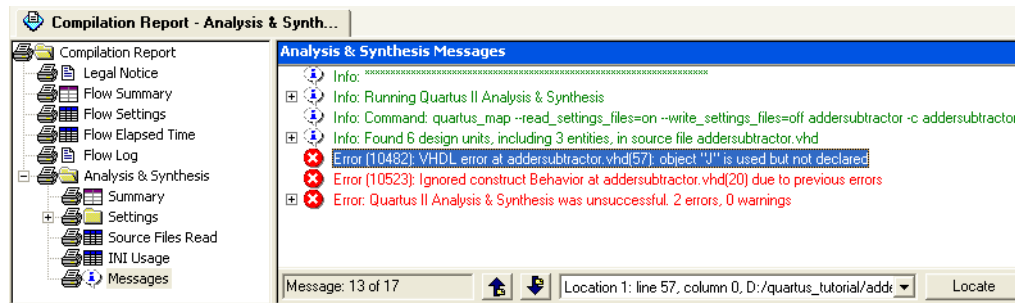 Compilation Report - Analysis & Synth...
Compilation Report
Legal Notice
Flow Summary
Flow Settings
Flow Elapsed Time
Flow Log
Analysis & Synthesis
Summary
Settings
Source Files Read
INI Usage
Messages
Analysis & Synthesis Messages
Info: *******************************************************************
Info: Running Quartus II Analysis & Synthesis
Info: Command: quartus_map --read_settings_files=on --write_settings_files=off addersubtractor -c addersubtractor
Info: Found 6 design units, including 3 entities, in source file addersubtractor.vhd
Error (10482): VHDL error at addersubtractor.vhd(57): object "J" is used but not declared
Error (10523): Ignored construct Behavior at addersubtractor.vhd(20) due to previous errors
Error: Quartus II Analysis & Synthesis was unsuccessful. 2 errors, 0 warnings
Message: 13 of 17
Location 1: line 57, column 0, D:/quartus_tutorial/adde
Locate